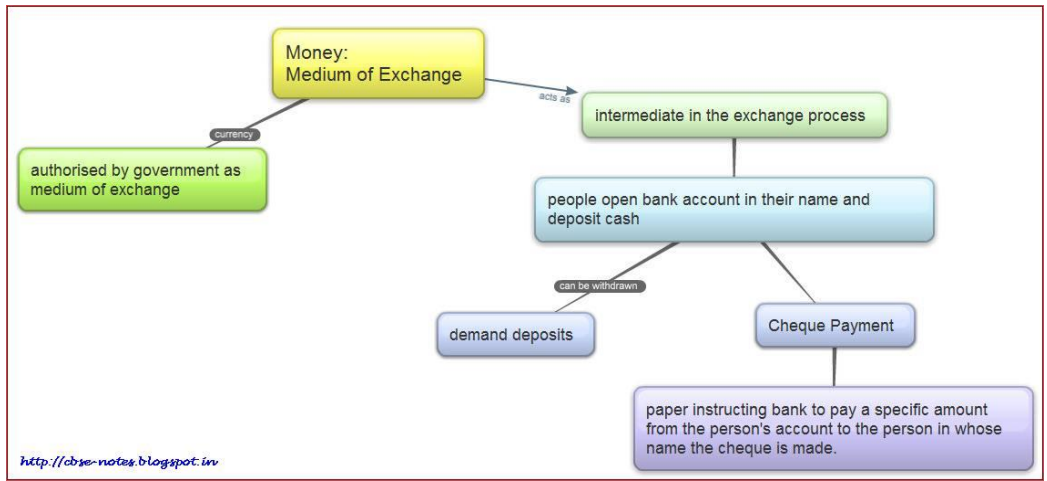 Money:
Medium of Exchange
acts as
intermediate in the exchange process
currency
authorised by government as
medium of exchange
people open bank account in their name and
deposit cash
can be withdrawn
demand deposits
Cheque Payment
paper instructing bank to pay a specific amount
from the person's account to the person in whose
name the cheque is made.
http://cbse-notes.blogspot.in